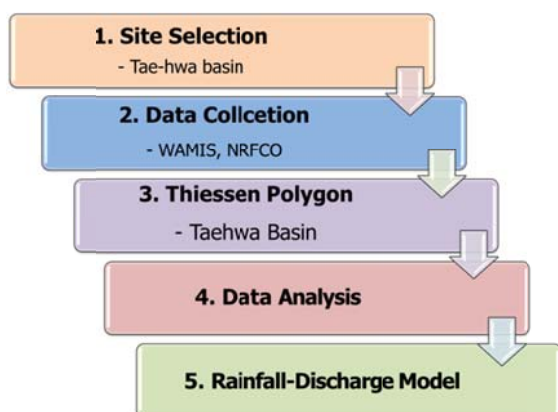 1. Site Selection
- Tae-hwa basin
2. Data Collcetion
- WAMIS, NRFCO
3. Thiessen Polygon
- Taehwa Basin
4. Data Analysis
5. Rainfall-Discharge Model